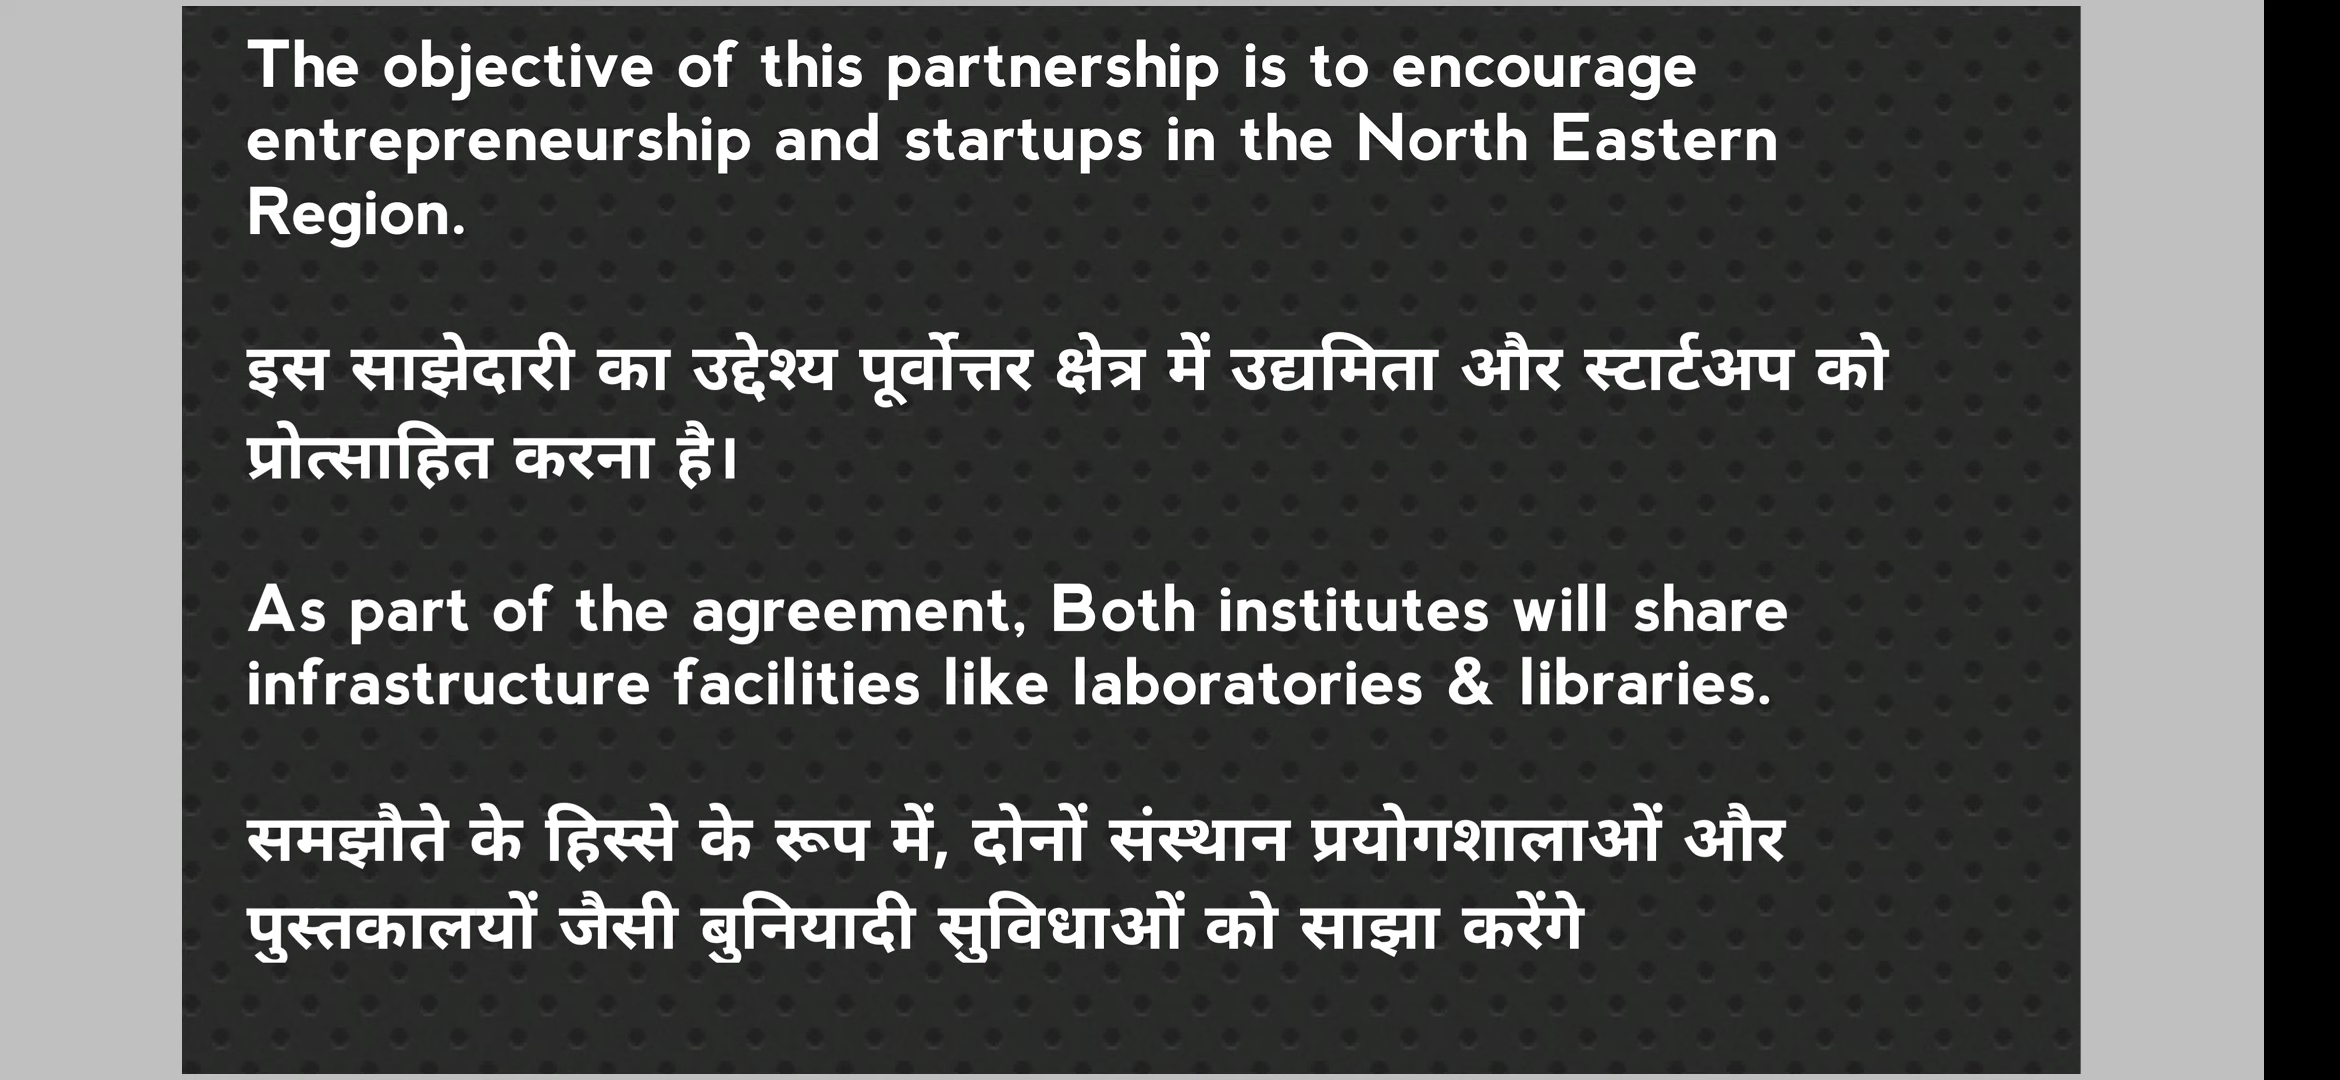 The objective of this partnership is to encourage
entrepreneurship and startups in the North Eastern
Region.
इस साझेदारी का उद्देश्य पूर्वोत्तर क्षेत्र में उद्यमिता और स्टार्टअप को
प्रोत्साहित करना है।
As part of the agreement, Both institutes will share
infrastructure facilities like laboratories & libraries.
समझौते के हिस्से के रूप में, दोनों संस्थान प्रयोगशालाओं और
पुस्तकालयों जैसी बुनियादी सुविधाओं को साझा करेंगे